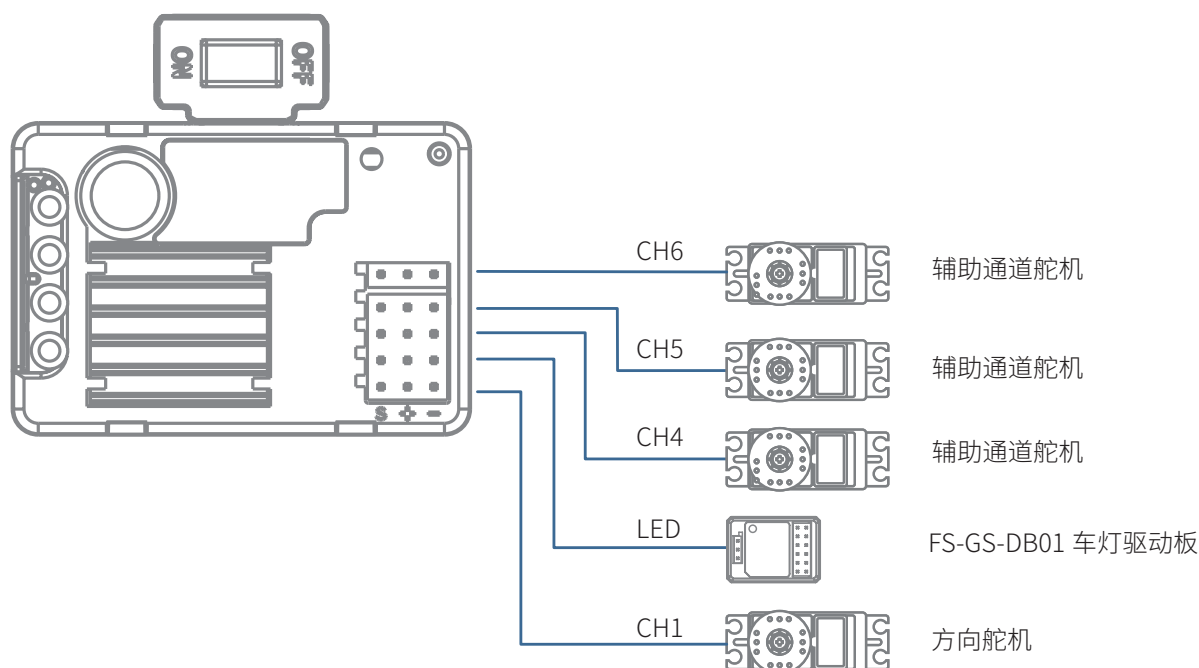 ON
OFF
CH6
辅助通道舵机
CH5
辅助通道舵机
CH4
辅助通道舵机
S + −
LED
FS-GS-DB01 车灯驱动板
CH1
方向舵机